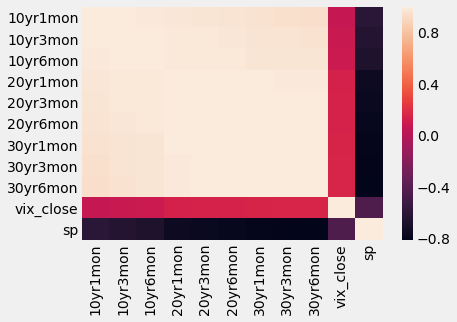 10yr1mon
10yr3mon
10yr6mon
20yr1mon
20yr3mon
20yr6mon
30yr1mon
30yr3mon
30yr6mon
vix_close
sp
10yr1mon
10yr3mon
10yr6mon
20yr1mon
20yr3mon
20yr6mon
30yr1mon
30yr3mon
30yr6mon
vix_close
sp
0.8
0.4
0.0
−0.4
−0.8